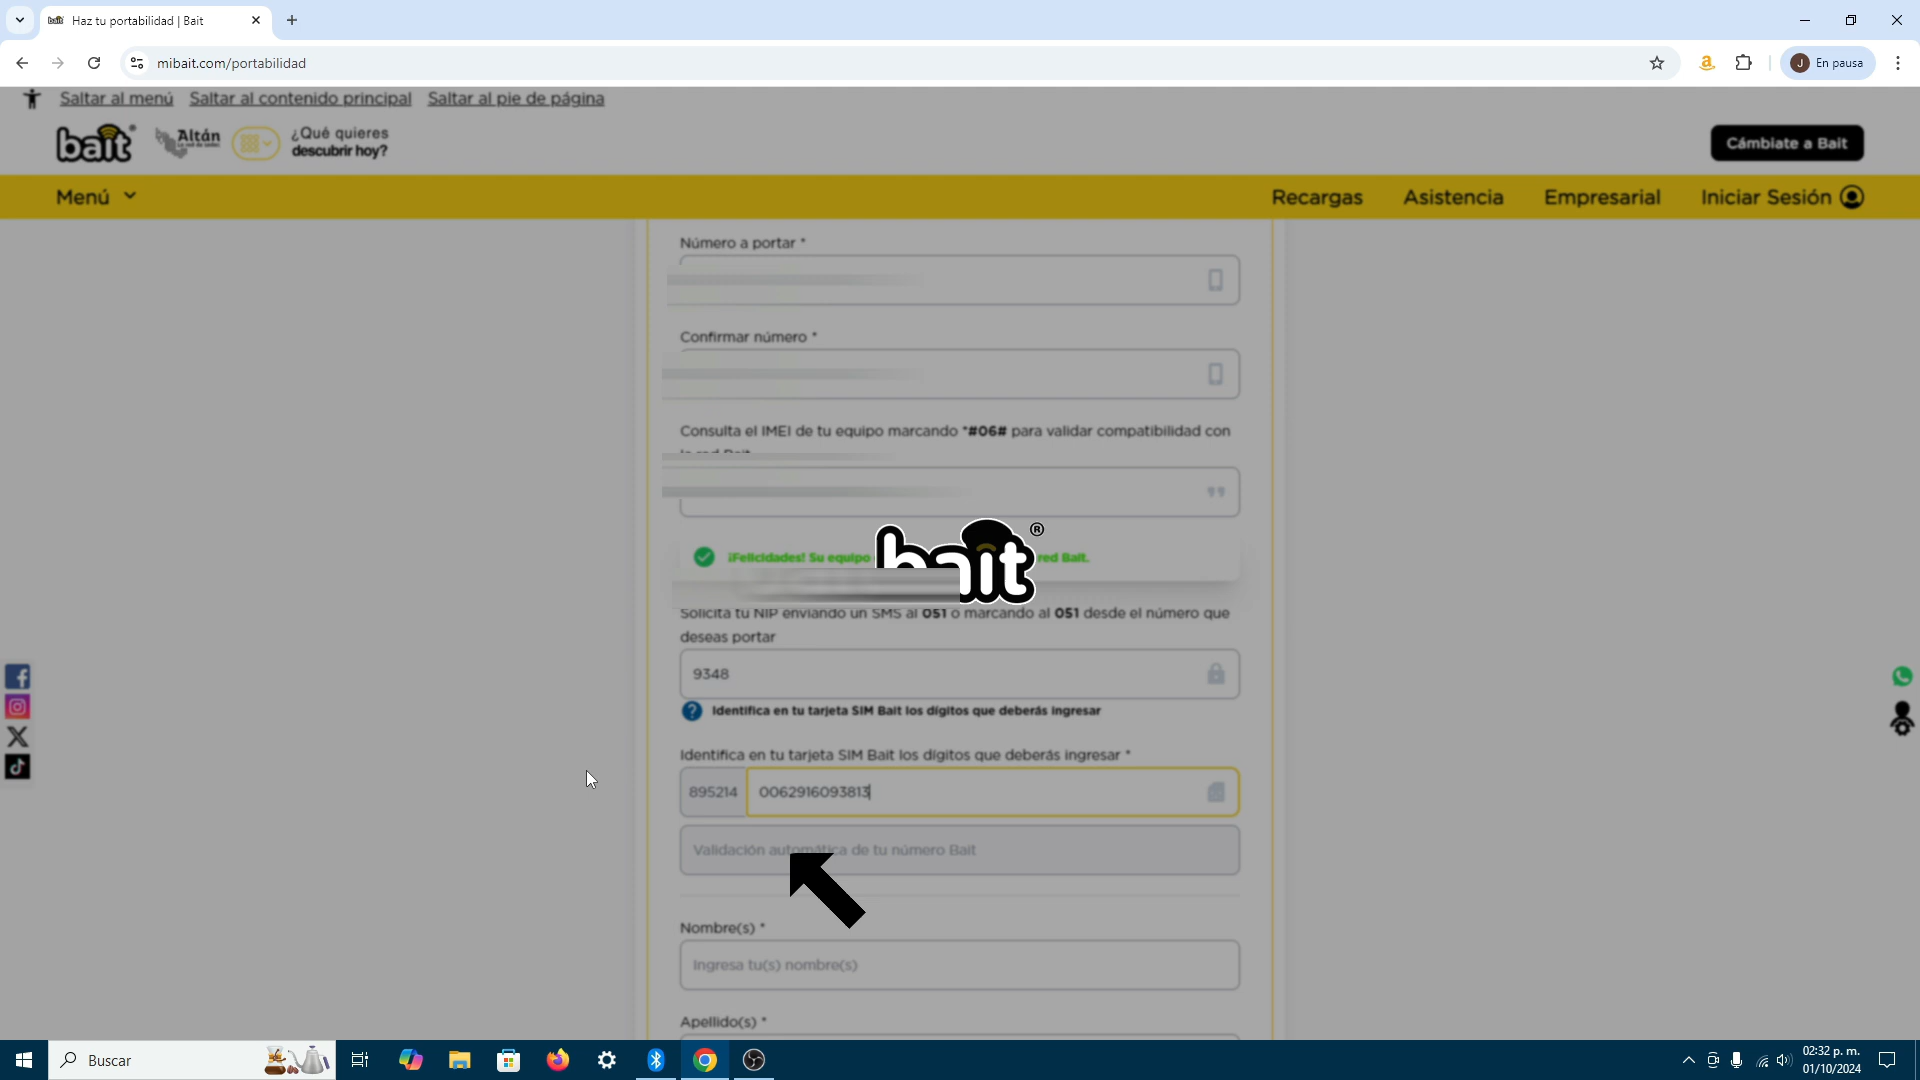 Haz tu portabilidad | Bait
mibait.com/portabilidad
J En pausa
Saltar al menú Saltar al contenido principal Saltar al pie de página
bait Altán ¿Qué quieres
descubrir hoy?
Cámbiate a Bait
Menú Recargas Asistencia Empresarial Iniciar Sesión
Número a portar *
Confirmar número *
Consulta el IMEI de tu equipo marcando *#06# para validar compatibilidad con
la red Bait
¡Felicidades! Su equipo red Bait.
bait®
Solicita tu NIP enviando un SMS al 051 o marcando al 051 desde el número que
deseas portar
9348
Identifica en tu tarjeta SIM Bait los dígitos que deberás ingresar
Identifica en tu tarjeta SIM Bait los dígitos que deberás ingresar *
895214 0062916093813
Validación automática de tu número Bait
Nombre(s) *
Ingresa tu(s) nombre(s)
Apellido(s) *
Buscar
02:32 p. m.
01/10/2024